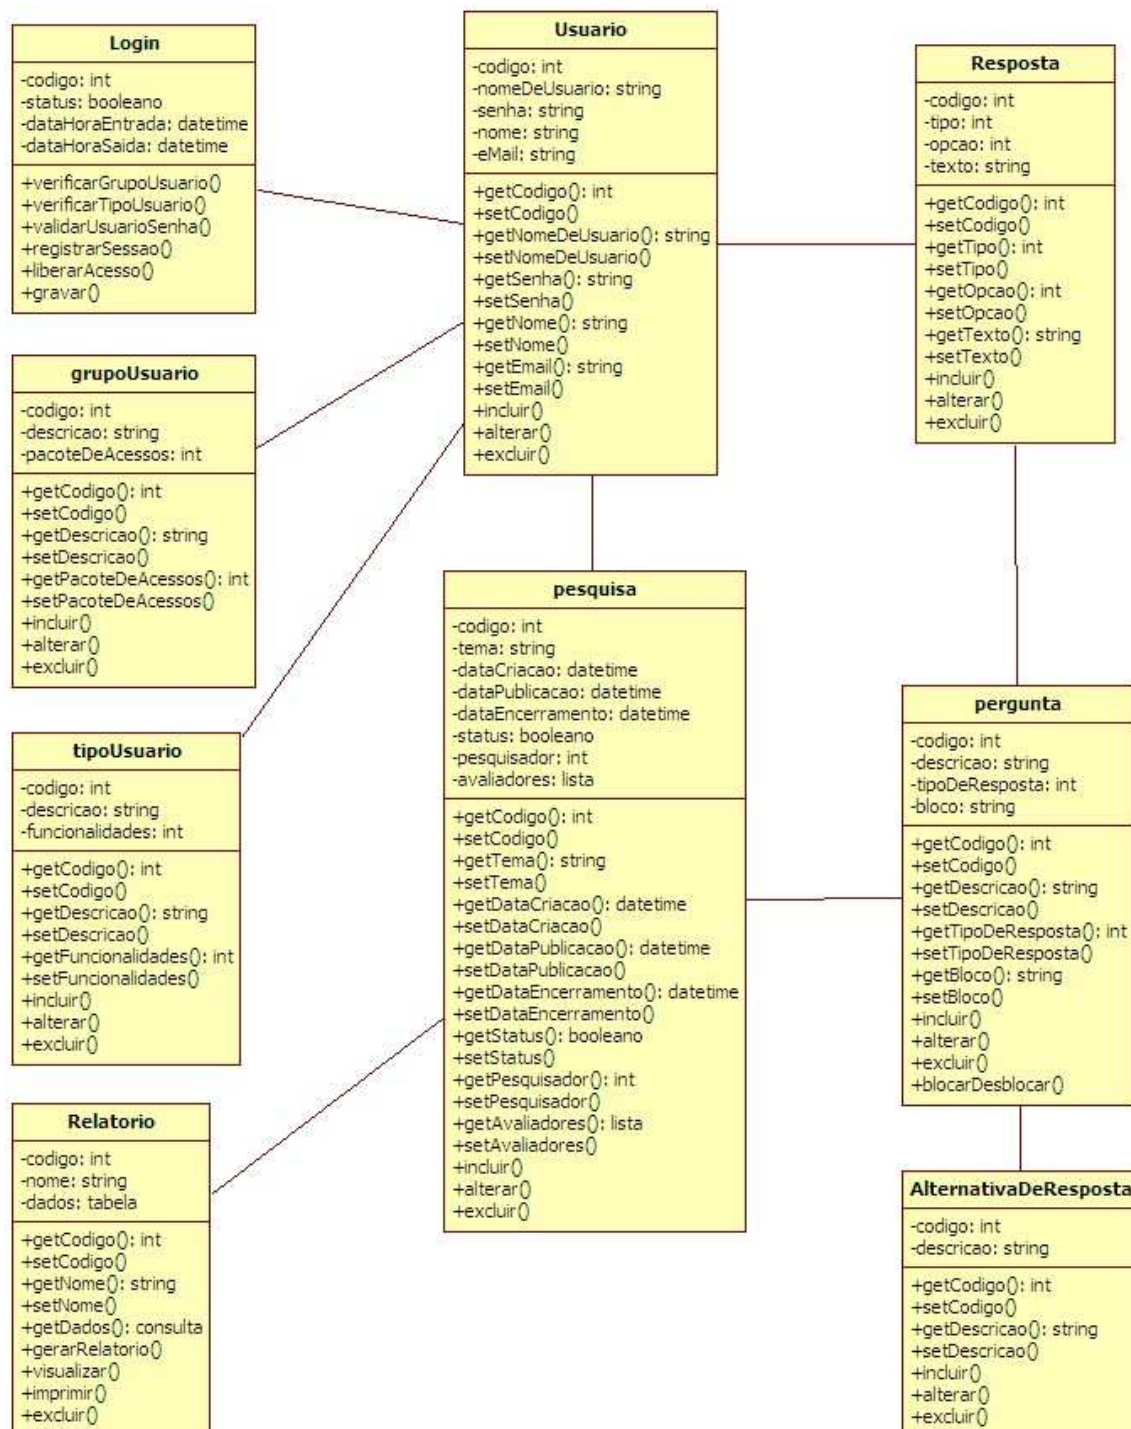 Login
-codigo: int
-status: booleano
-dataHoraEntrada: datetime
-dataHoraSaida: datetime
+verificarGrupoUsuario()
+verificarTipoUsuario()
+validarUsuarioSenha()
+registrarSessao()
+liberarAcesso()
+gravar()
Usuario
-codigo: int
-nomeDeUsuario: string
-senha: string
-nome: string
-eMail: string
+getCodigo(): int
+setCodigo()
+getNomeDeUsuario(): string
+setNomeDeUsuario()
+getSenha(): string
+setSenha()
+getNome(): string
+setNome()
+getEmail(): string
+setEmail()
+incluir()
+alterar()
+excluir()
Resposta
-codigo: int
-tipo: int
-opcao: int
-texto: string
+getCodigo(): int
+setCodigo()
+getTipo(): int
+setTipo()
+getOpcao(): int
+setOpcao()
+getTexto(): string
+setTexto()
+incluir()
+alterar()
+excluir()
grupoUsuario
-codigo: int
-descricao: string
-pacoteDeAcessos: int
+getCodigo(): int
+setCodigo()
+getDescricao(): string
+setDescricao()
+getPacoteDeAcessos(): int
+setPacoteDeAcessos()
+incluir()
+alterar()
+excluir()
pesquisa
-codigo: int
-tema: string
-dataCriacao: datetime
-dataPublicacao: datetime
-dataEncerramento: datetime
-status: booleano
-pesquisador: int
-avaliadores: lista
+getCodigo(): int
+setCodigo()
+getTema(): string
+setTema()
+getDataCriacao(): datetime
+setDataCriacao()
+getDataPublicacao(): datetime
+setDataPublicacao()
+getDataEncerramento(): datetime
+setDataEncerramento()
+getStatus(): booleano
+setStatus()
+getPesquisador(): int
+setPesquisador()
+getAvaliadores(): lista
+setAvaliadores()
+incluir()
+alterar()
+excluir()
pergunta
-codigo: int
-descricao: string
-tipoDeResposta: int
-bloco: string
+getCodigo(): int
+setCodigo()
+getDescricao(): string
+setDescricao()
+getTipoDeResposta(): int
+setTipoDeResposta()
+getBloco(): string
+setBloco()
+incluir()
+alterar()
+excluir()
+blocarDesblocar()
tipoUsuario
-codigo: int
-descricao: string
-funcionalidades: int
+getCodigo(): int
+setCodigo()
+getDescricao(): string
+setDescricao()
+getFuncionalidades(): int
+setFuncionalidades()
+incluir()
+alterar()
+excluir()
Relatorio
-codigo: int
-nome: string
-dados: tabela
+getCodigo(): int
+setCodigo()
+getNome(): string
+setNome()
+getDados(): consulta
+gerarRelatorio()
+visualizar()
+imprimir()
+excluir()
AlternativaDeResposta
-codigo: int
-descricao: string
+getCodigo(): int
+setCodigo()
+getDescricao(): string
+setDescricao()
+incluir()
+alterar()
+excluir()